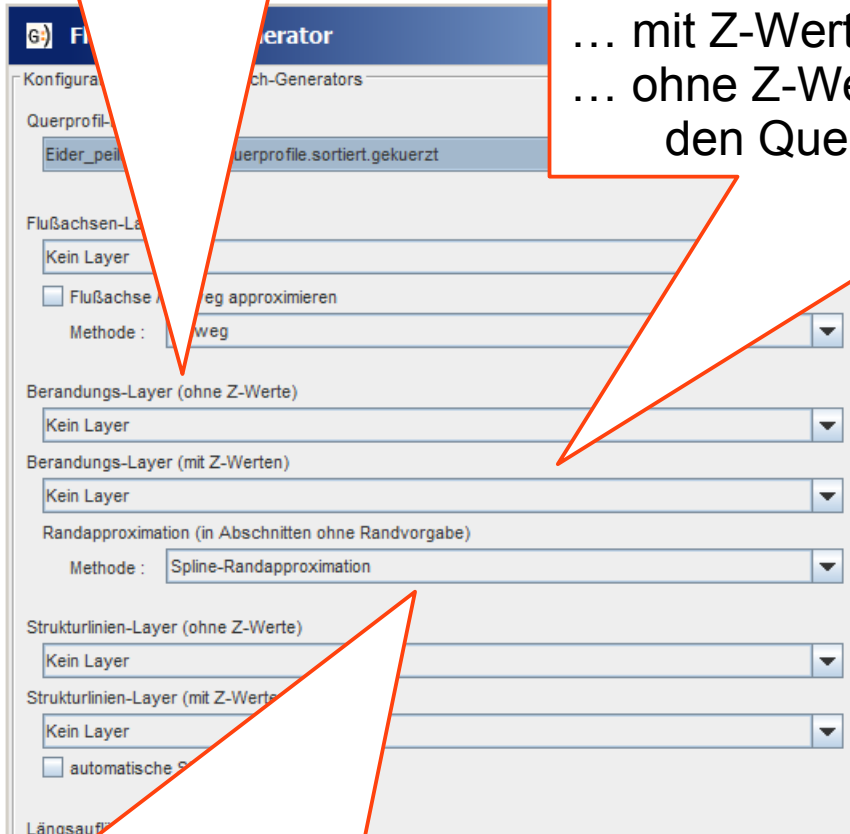 … mit Z-Wert
… ohne Z-We
den Que
G:) Fl erator
Konfigura ch-Generators
Querprofil-
Eider_peil uerprofile.sortiert.gekuerzt
Flußachsen-La
Kein Layer
Flußachse / eg approximieren
Methode : weg
Berandungs-Layer (ohne Z-Werte)
Kein Layer
Berandungs-Layer (mit Z-Werten)
Kein Layer
Randapproximation (in Abschnitten ohne Randvorgabe)
Methode : Spline-Randapproximation
Strukturlinien-Layer (ohne Z-Werte)
Kein Layer
Strukturlinien-Layer (mit Z-Werte
Kein Layer
automatische S
Längsaufl